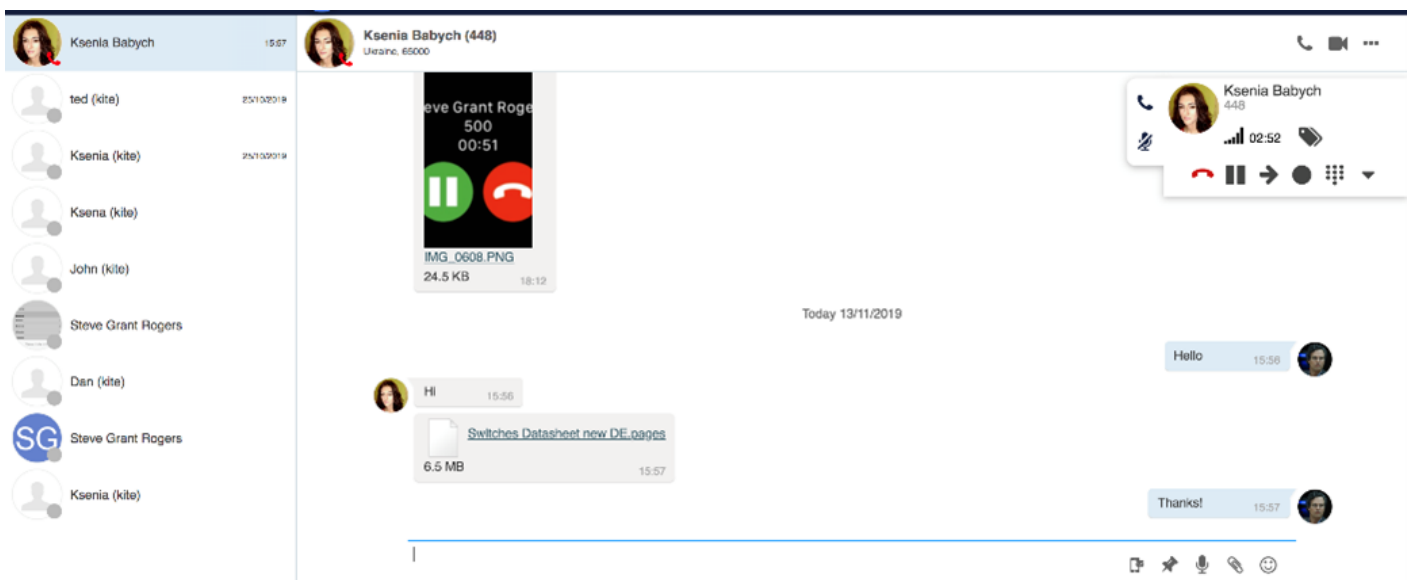 Ksenia Babych
15:57
ted (kite)
25/10/2019
Ksenia (kite)
25/10/2019
Ksena (kite)
John (kite)
Steve Grant Rogers
Dan (kite)
SG
Steve Grant Rogers
Ksenia (kite)
Ksenia Babych (448)
Ukraine, 65000
eve Grant Roge
500
00:51
IMG_0608.PNG
24.5 KB
18:12
Today 13/11/2019
Hello
15:56
Hi
15:56
Switches Datasheet new DE.pages
6.5 MB
15:57
Thanks!
15:57
Ksenia Babych
448
02:52